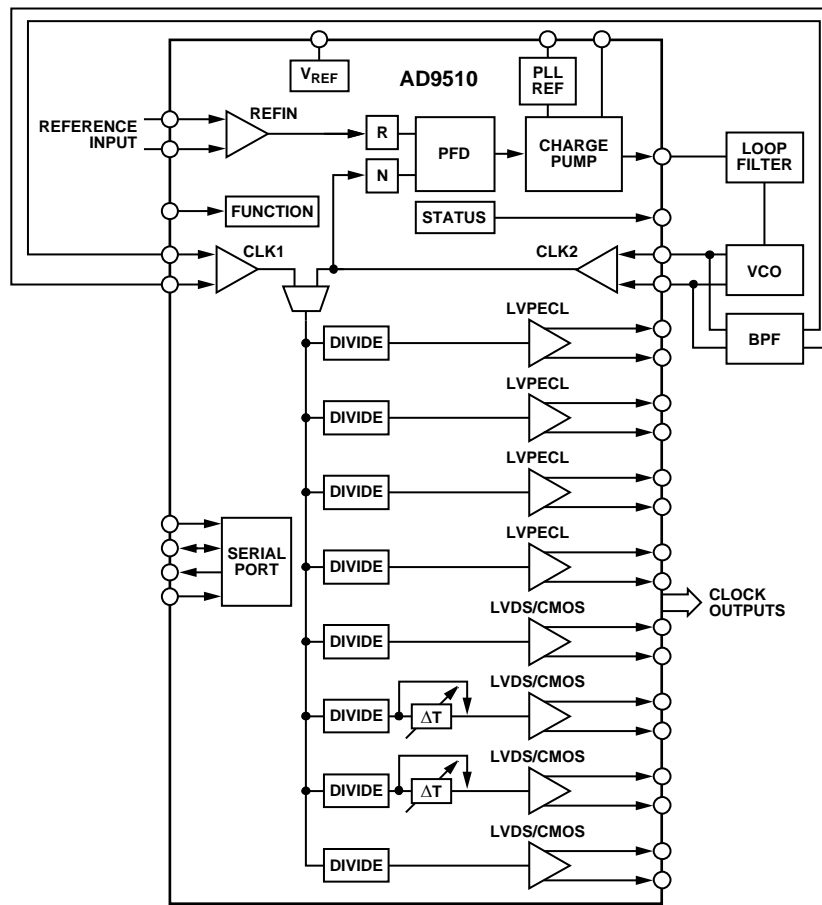 V_REF
AD9510
PLL
REF
REFERENCE
INPUT
REFIN
R
N
PFD
CHARGE
PUMP
LOOP
FILTER
FUNCTION
STATUS
CLK1
CLK2
VCO
BPF
LVPECL
DIVIDE
LVPECL
DIVIDE
LVPECL
DIVIDE
LVPECL
DIVIDE
SERIAL
PORT
CLOCK
OUTPUTS
LVDS/CMOS
DIVIDE
LVDS/CMOS
DIVIDE
ΔT
LVDS/CMOS
DIVIDE
ΔT
LVDS/CMOS
DIVIDE